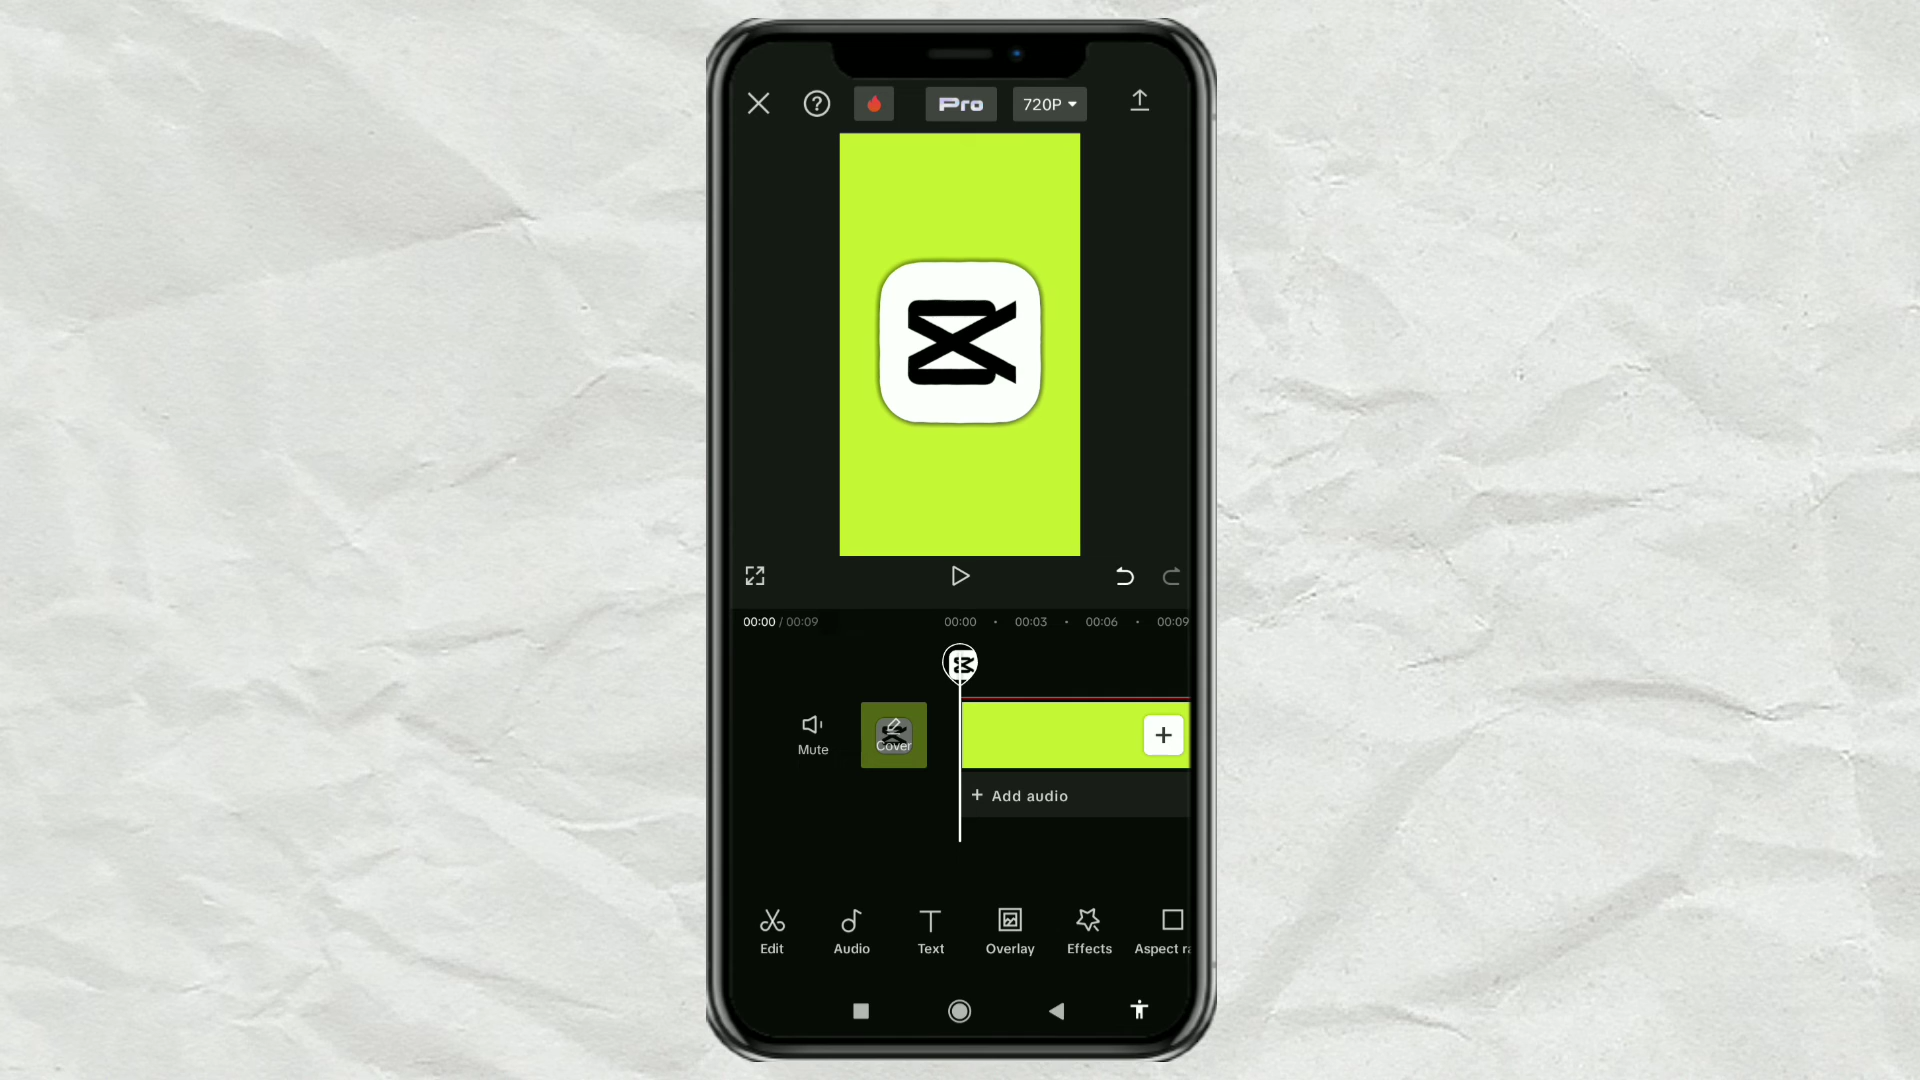 Pro
720P
00:00 / 00:09
00:00 00:03 00:06 00:09
Mute
Cover
+ Add audio
Edit Audio Text Overlay Effects Aspect ra